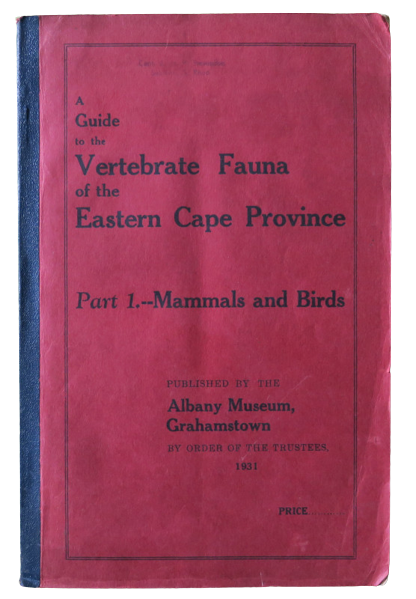 A
Guide
to the
Vertebrate Fauna
of the
Eastern Cape Province
Part 1.--Mammals and Birds
PUBLISHED BY THE
Albany Museum,
Grahamstown
BY ORDER OF THE TRUSTEES,
1931
PRICE.........